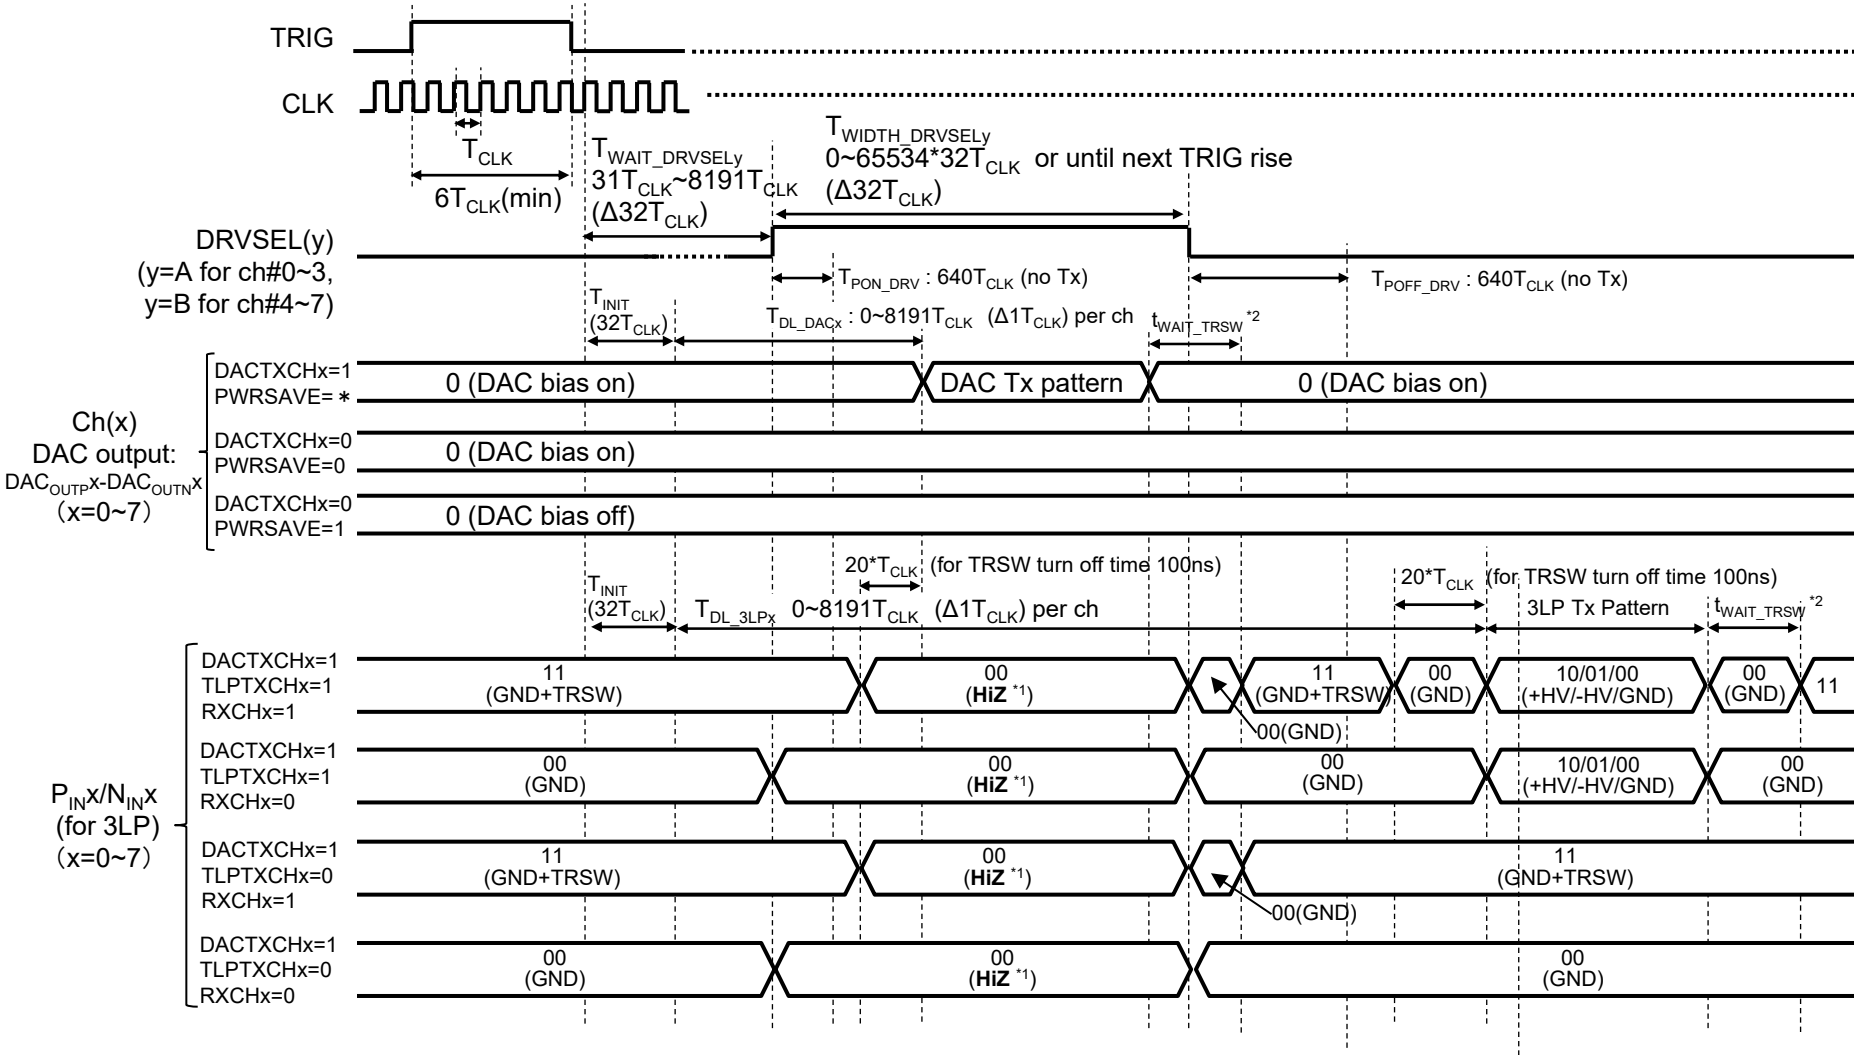 TRIG
CLK
T_CLK
6T_CLK(min)
T_WAIT_DRVSELy
31T_CLK~8191T_CLK
(Δ32T_CLK)
T_WIDTH_DRVSELy
0~65534*32T_CLK or until next TRIG rise
(Δ32T_CLK)
DRVSEL(y)
(y=A for ch#0~3,
y=B for ch#4~7)
T_PON_DRV : 640T_CLK (no Tx)
T_POFF_DRV : 640T_CLK (no Tx)
T_INIT
(32T_CLK)
T_DL_DACx : 0~8191T_CLK (Δ1T_CLK) per ch
t_WAIT_TRSW *2
Ch(x)
DAC output:
DAC_OUTPx-DAC_OUTNx
(x=0~7)
DACTXCHx=1
PWRSAVE=*
0 (DAC bias on)
DAC Tx pattern
0 (DAC bias on)
DACTXCHx=0
PWRSAVE=0
0 (DAC bias on)
DACTXCHx=0
PWRSAVE=1
0 (DAC bias off)
20*T_CLK (for TRSW turn off time 100ns)
20*T_CLK (for TRSW turn off time 100ns)
T_INIT
(32T_CLK)
T_DL_3LPx 0~8191T_CLK (Δ1T_CLK) per ch
3LP Tx Pattern
t_WAIT_TRSW *2
P_INx/N_INx
(for 3LP)
(x=0~7)
DACTXCHx=1
TLPTXCHx=1
RXCHx=1
11
(GND+TRSW)
00
(HiZ *1)
00(GND)
11
(GND+TRSW)
00
(GND)
10/01/00
(+HV/-HV/GND)
00
(GND)
11
DACTXCHx=1
TLPTXCHx=1
RXCHx=0
00
(GND)
00
(HiZ *1)
00
(GND)
10/01/00
(+HV/-HV/GND)
00
(GND)
DACTXCHx=1
TLPTXCHx=0
RXCHx=1
11
(GND+TRSW)
00
(HiZ *1)
00(GND)
11
(GND+TRSW)
DACTXCHx=1
TLPTXCHx=0
RXCHx=0
00
(GND)
00
(HiZ *1)
00
(GND)